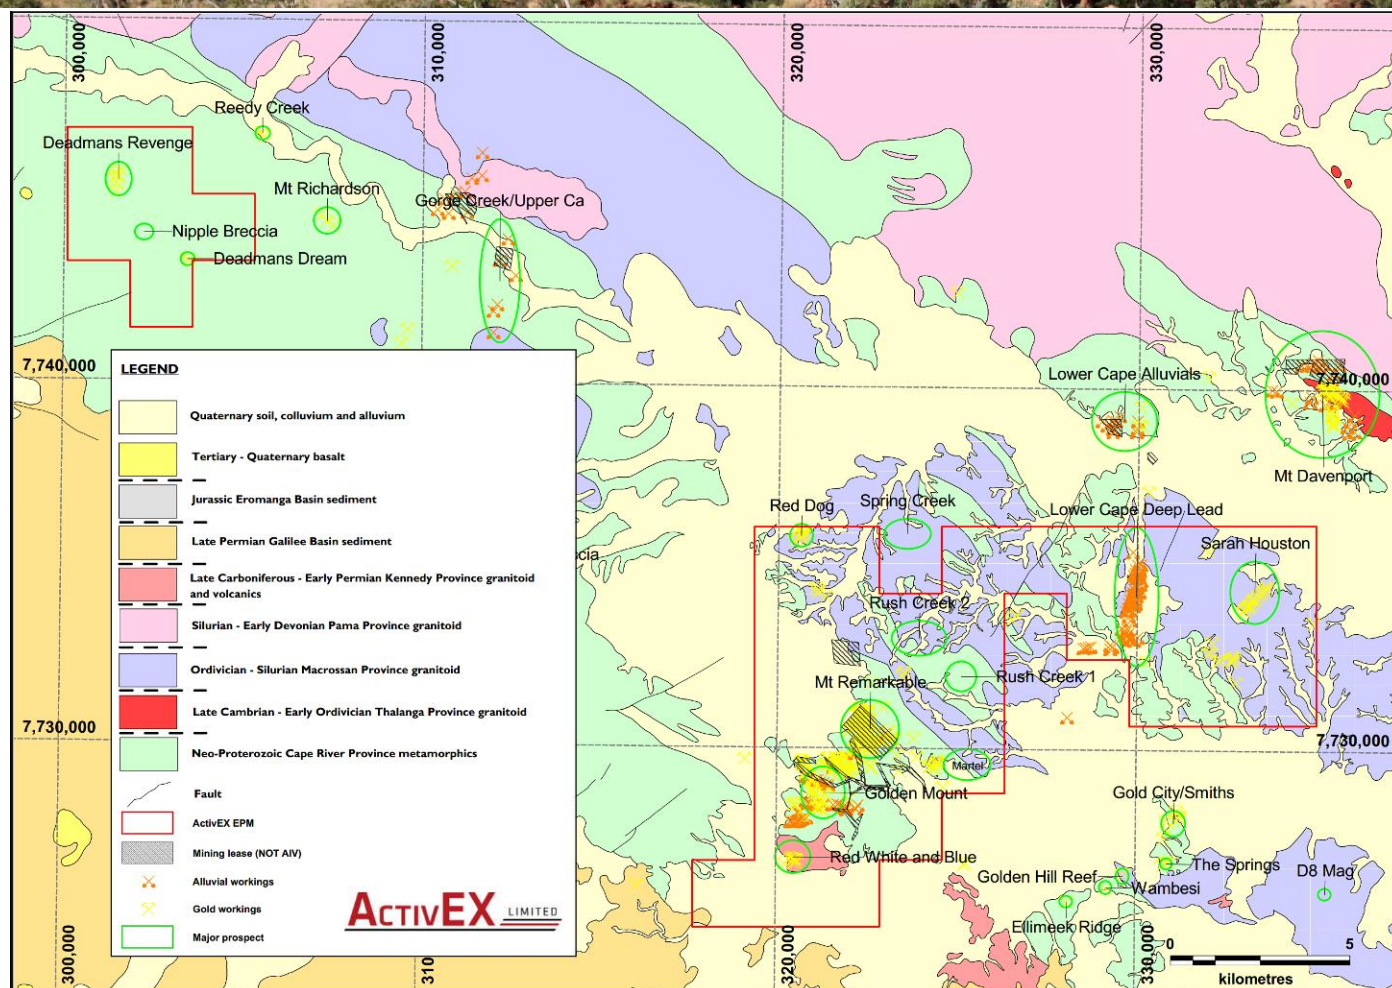 300,000
310,000
320,000
330,000
Reedy Creek
Deadmans Revenge
Mt Richardson
Gorge Creek/Upper Ca
Nipple Breccia
Deadmans Dream
7,740,000
7,740,000
Lower Cape Alluvials
Mt Davenport
LEGEND
Quaternary soil, colluvium and alluvium
Tertiary - Quaternary basalt
Jurassic Eromanga Basin sediment
Late Permian Galilee Basin sediment
Late Carboniferous - Early Permian Kennedy Province granitoid
and volcanics
Silurian - Early Devonian Pama Province granitoid
Ordivician - Silurian Macrossan Province granitoid
Late Cambrian - Early Ordivician Thalanga Province granitoid
Neo-Proterozoic Cape River Province metamorphics
Fault
ActivEX EPM
Mining lease (NOT AIV)
Alluvial workings
Gold workings
Major prospect
ACTIVEX LIMITED
Red Dog
Spring Creek
Lower Cape Deep Lead
Sarah Houston
ccia
Rush Creek 2
Rush Creek 1
Mt Remarkable
7,730,000
7,730,000
Martel
Golden Mount
Gold City/Smiths
Red White and Blue
The Springs
Golden Hill Reef
Wambesi
D8 Mag
Ellimeek Ridge
300,000
310
320,000
330,000
0 5
kilometres